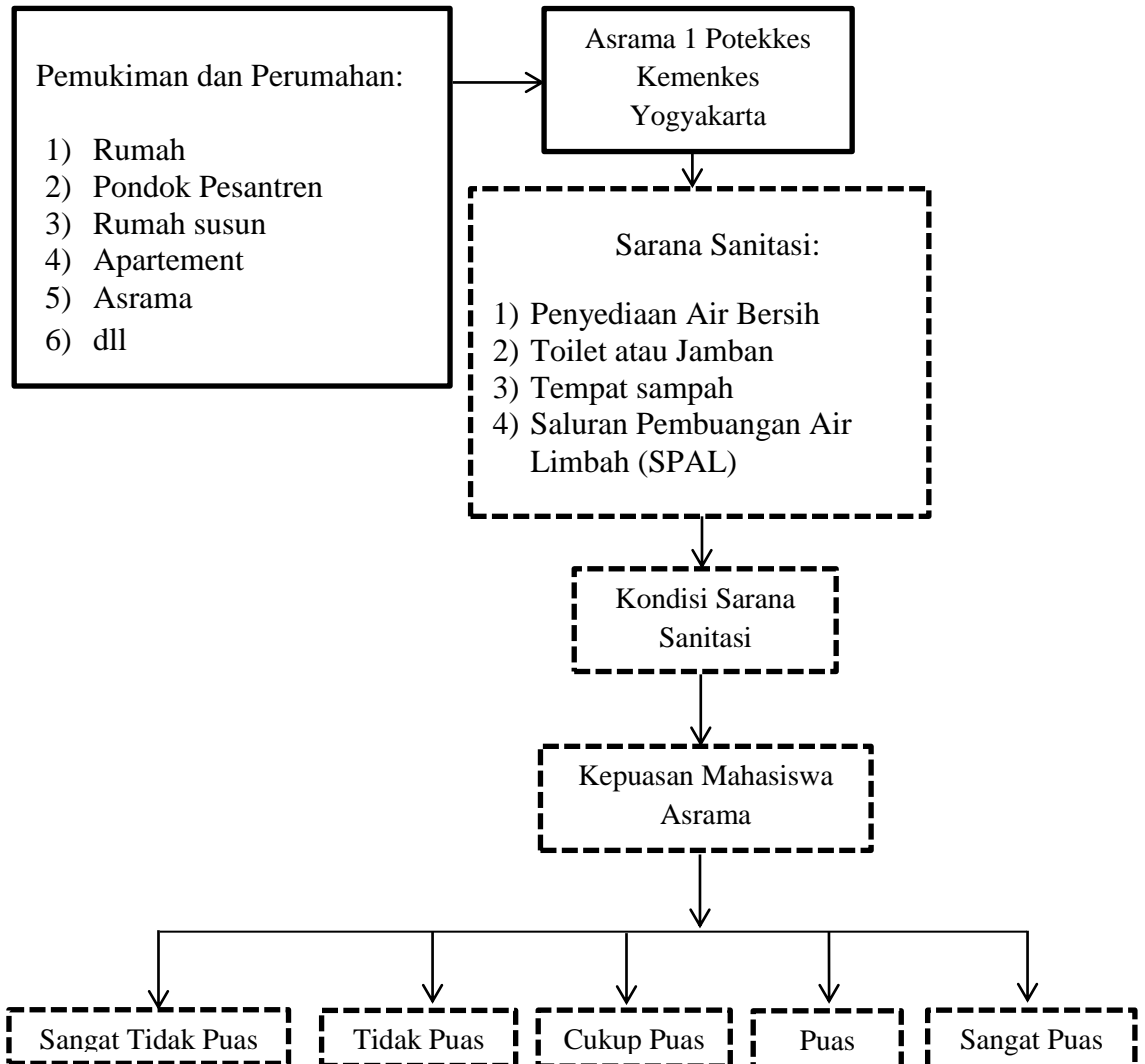 Pemukiman dan Perumahan:
1) Rumah
2) Pondok Pesantren
3) Rumah susun
4) Apartement
5) Asrama
6) dll
Asrama 1 Potekkes
Kemenkes
Yogyakarta
Sarana Sanitasi:
1) Penyediaan Air Bersih
2) Toilet atau Jamban
3) Tempat sampah
4) Saluran Pembuangan Air
Limbah (SPAL)
Kondisi Sarana
Sanitasi
Kepuasan Mahasiswa
Asrama
Sangat Tidak Puas
Tidak Puas
Cukup Puas
Puas
Sangat Puas